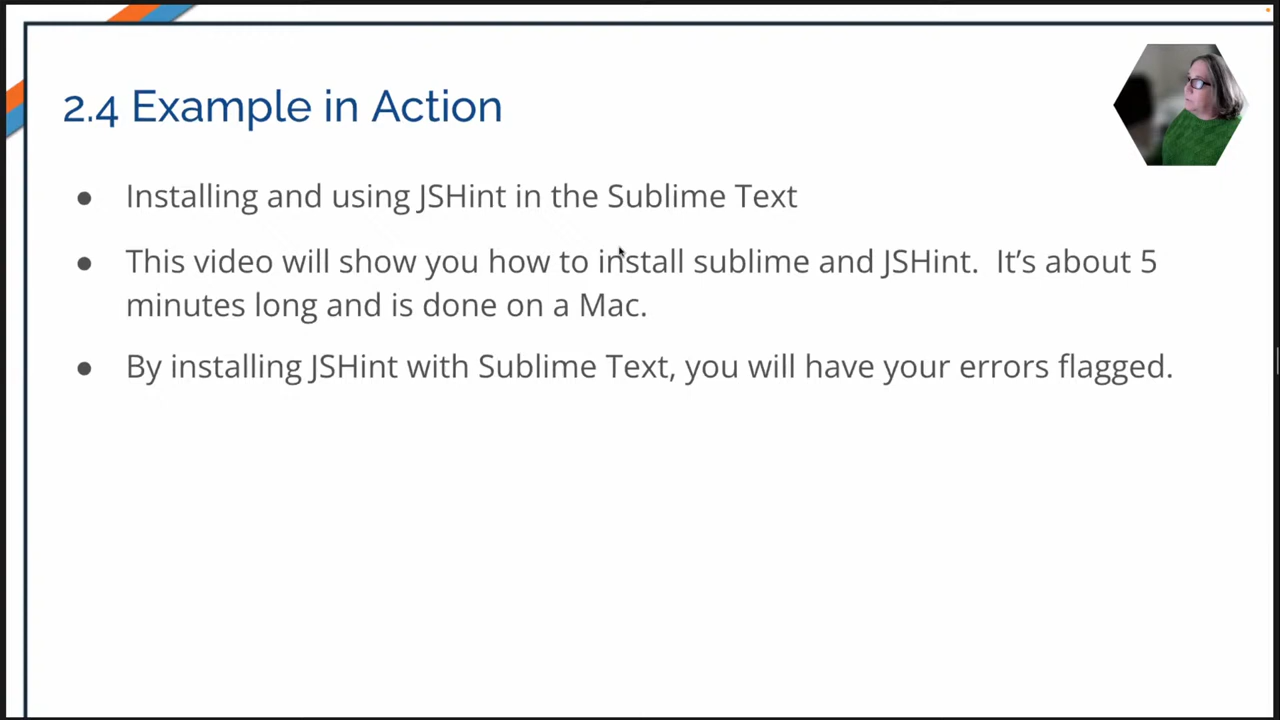 2.4 Example in Action
● Installing and using JSHint in the Sublime Text
● This video will show you how to install sublime and JSHint.  It’s about 5
minutes long and is done on a Mac.
● By installing JSHint with Sublime Text, you will have your errors flagged.